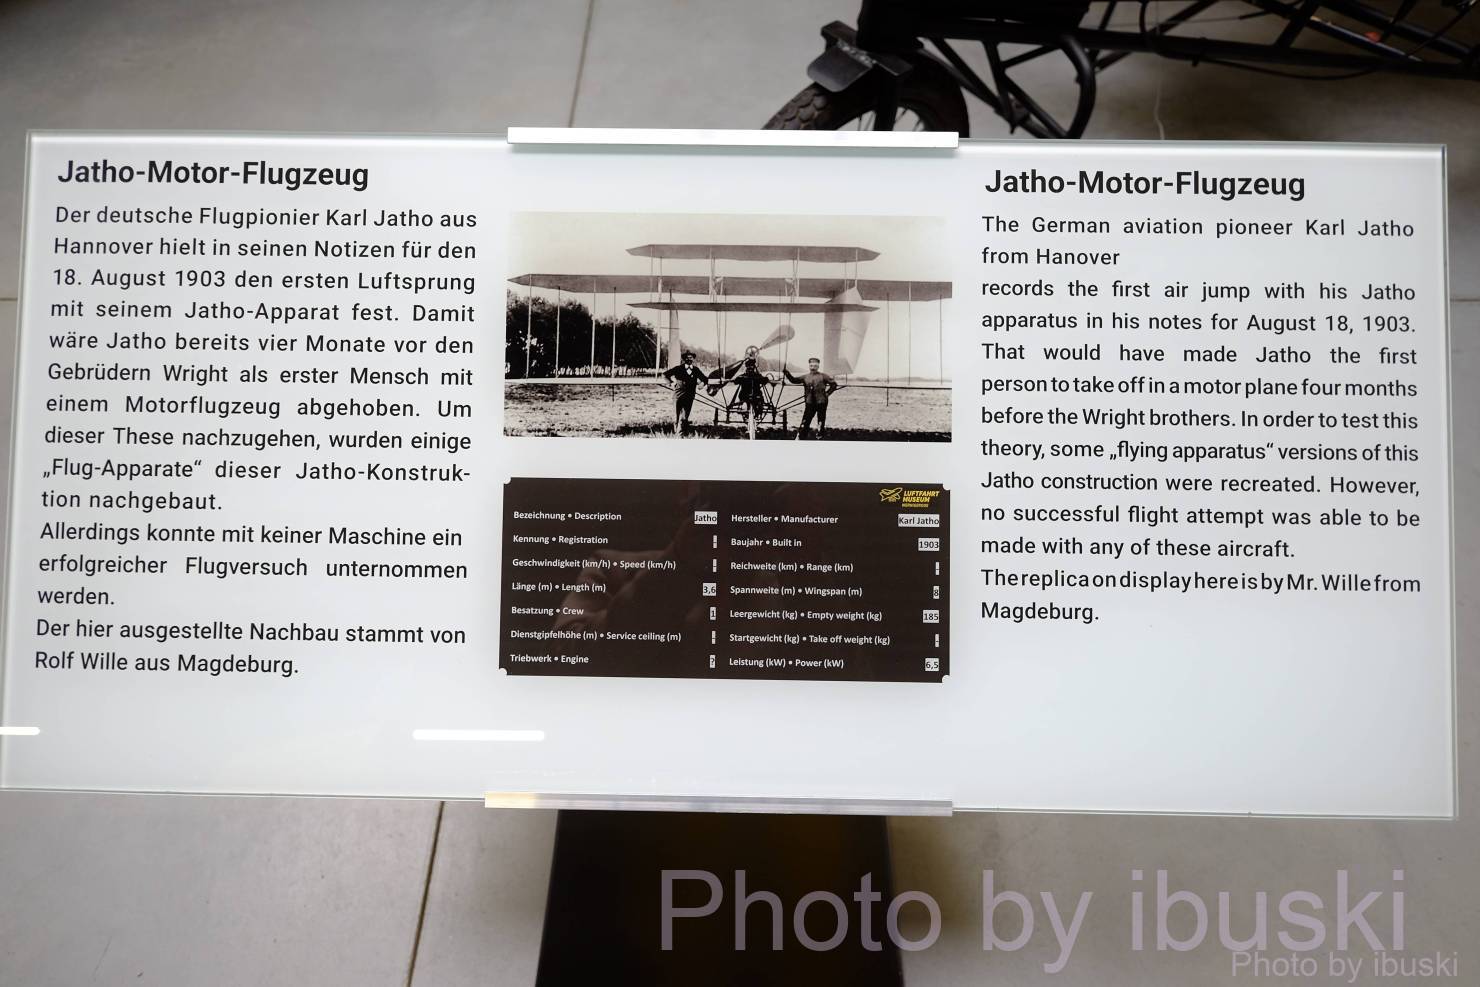 Jatho-Motor-Flugzeug
Der deutsche Flugpionier Karl Jatho aus
Hannover hielt in seinen Notizen für den
18. August 1903 den ersten Luftsprung
mit seinem Jatho-Apparat fest. Damit
wäre Jatho bereits vier Monate vor den
Gebrüdern Wright als erster Mensch mit
einem Motorflugzeug abgehoben. Um
dieser These nachzugehen, wurden einige
„Flug-Apparate“ dieser Jatho-Konstruk-
tion nachgebaut.
Allerdings konnte mit keiner Maschine ein
erfolgreicher Flugversuch unternommen
werden.
Der hier ausgestellte Nachbau stammt von
Rolf Wille aus Magdeburg.
LUFTFAHRT
MUSEUM
WERNIGERODE
Bezeichnung • Description Jatho
Kennung • Registration -
Geschwindigkeit (km/h) • Speed (km/h) -
Länge (m) • Length (m) 3,6
Besatzung • Crew 1
Dienstgipfelhöhe (m) • Service ceiling (m) -
Triebwerk • Engine ?
Hersteller • Manufacturer Karl Jatho
Baujahr • Built in 1903
Reichweite (km) • Range (km) -
Spannweite (m) • Wingspan (m) 8
Leergewicht (kg) • Empty weight (kg) 185
Startgewicht (kg) • Take off weight (kg) -
Leistung (kW) • Power (kW) 6,5
Jatho-Motor-Flugzeug
The German aviation pioneer Karl Jatho
from Hanover
records the first air jump with his Jatho
apparatus in his notes for August 18, 1903.
That would have made Jatho the first
person to take off in a motor plane four months
before the Wright brothers. In order to test this
theory, some „flying apparatus“ versions of this
Jatho construction were recreated. However,
no successful flight attempt was able to be
made with any of these aircraft.
The replica on display here is by Mr. Wille from
Magdeburg.
Photo by ibuski
Photo by ibuski